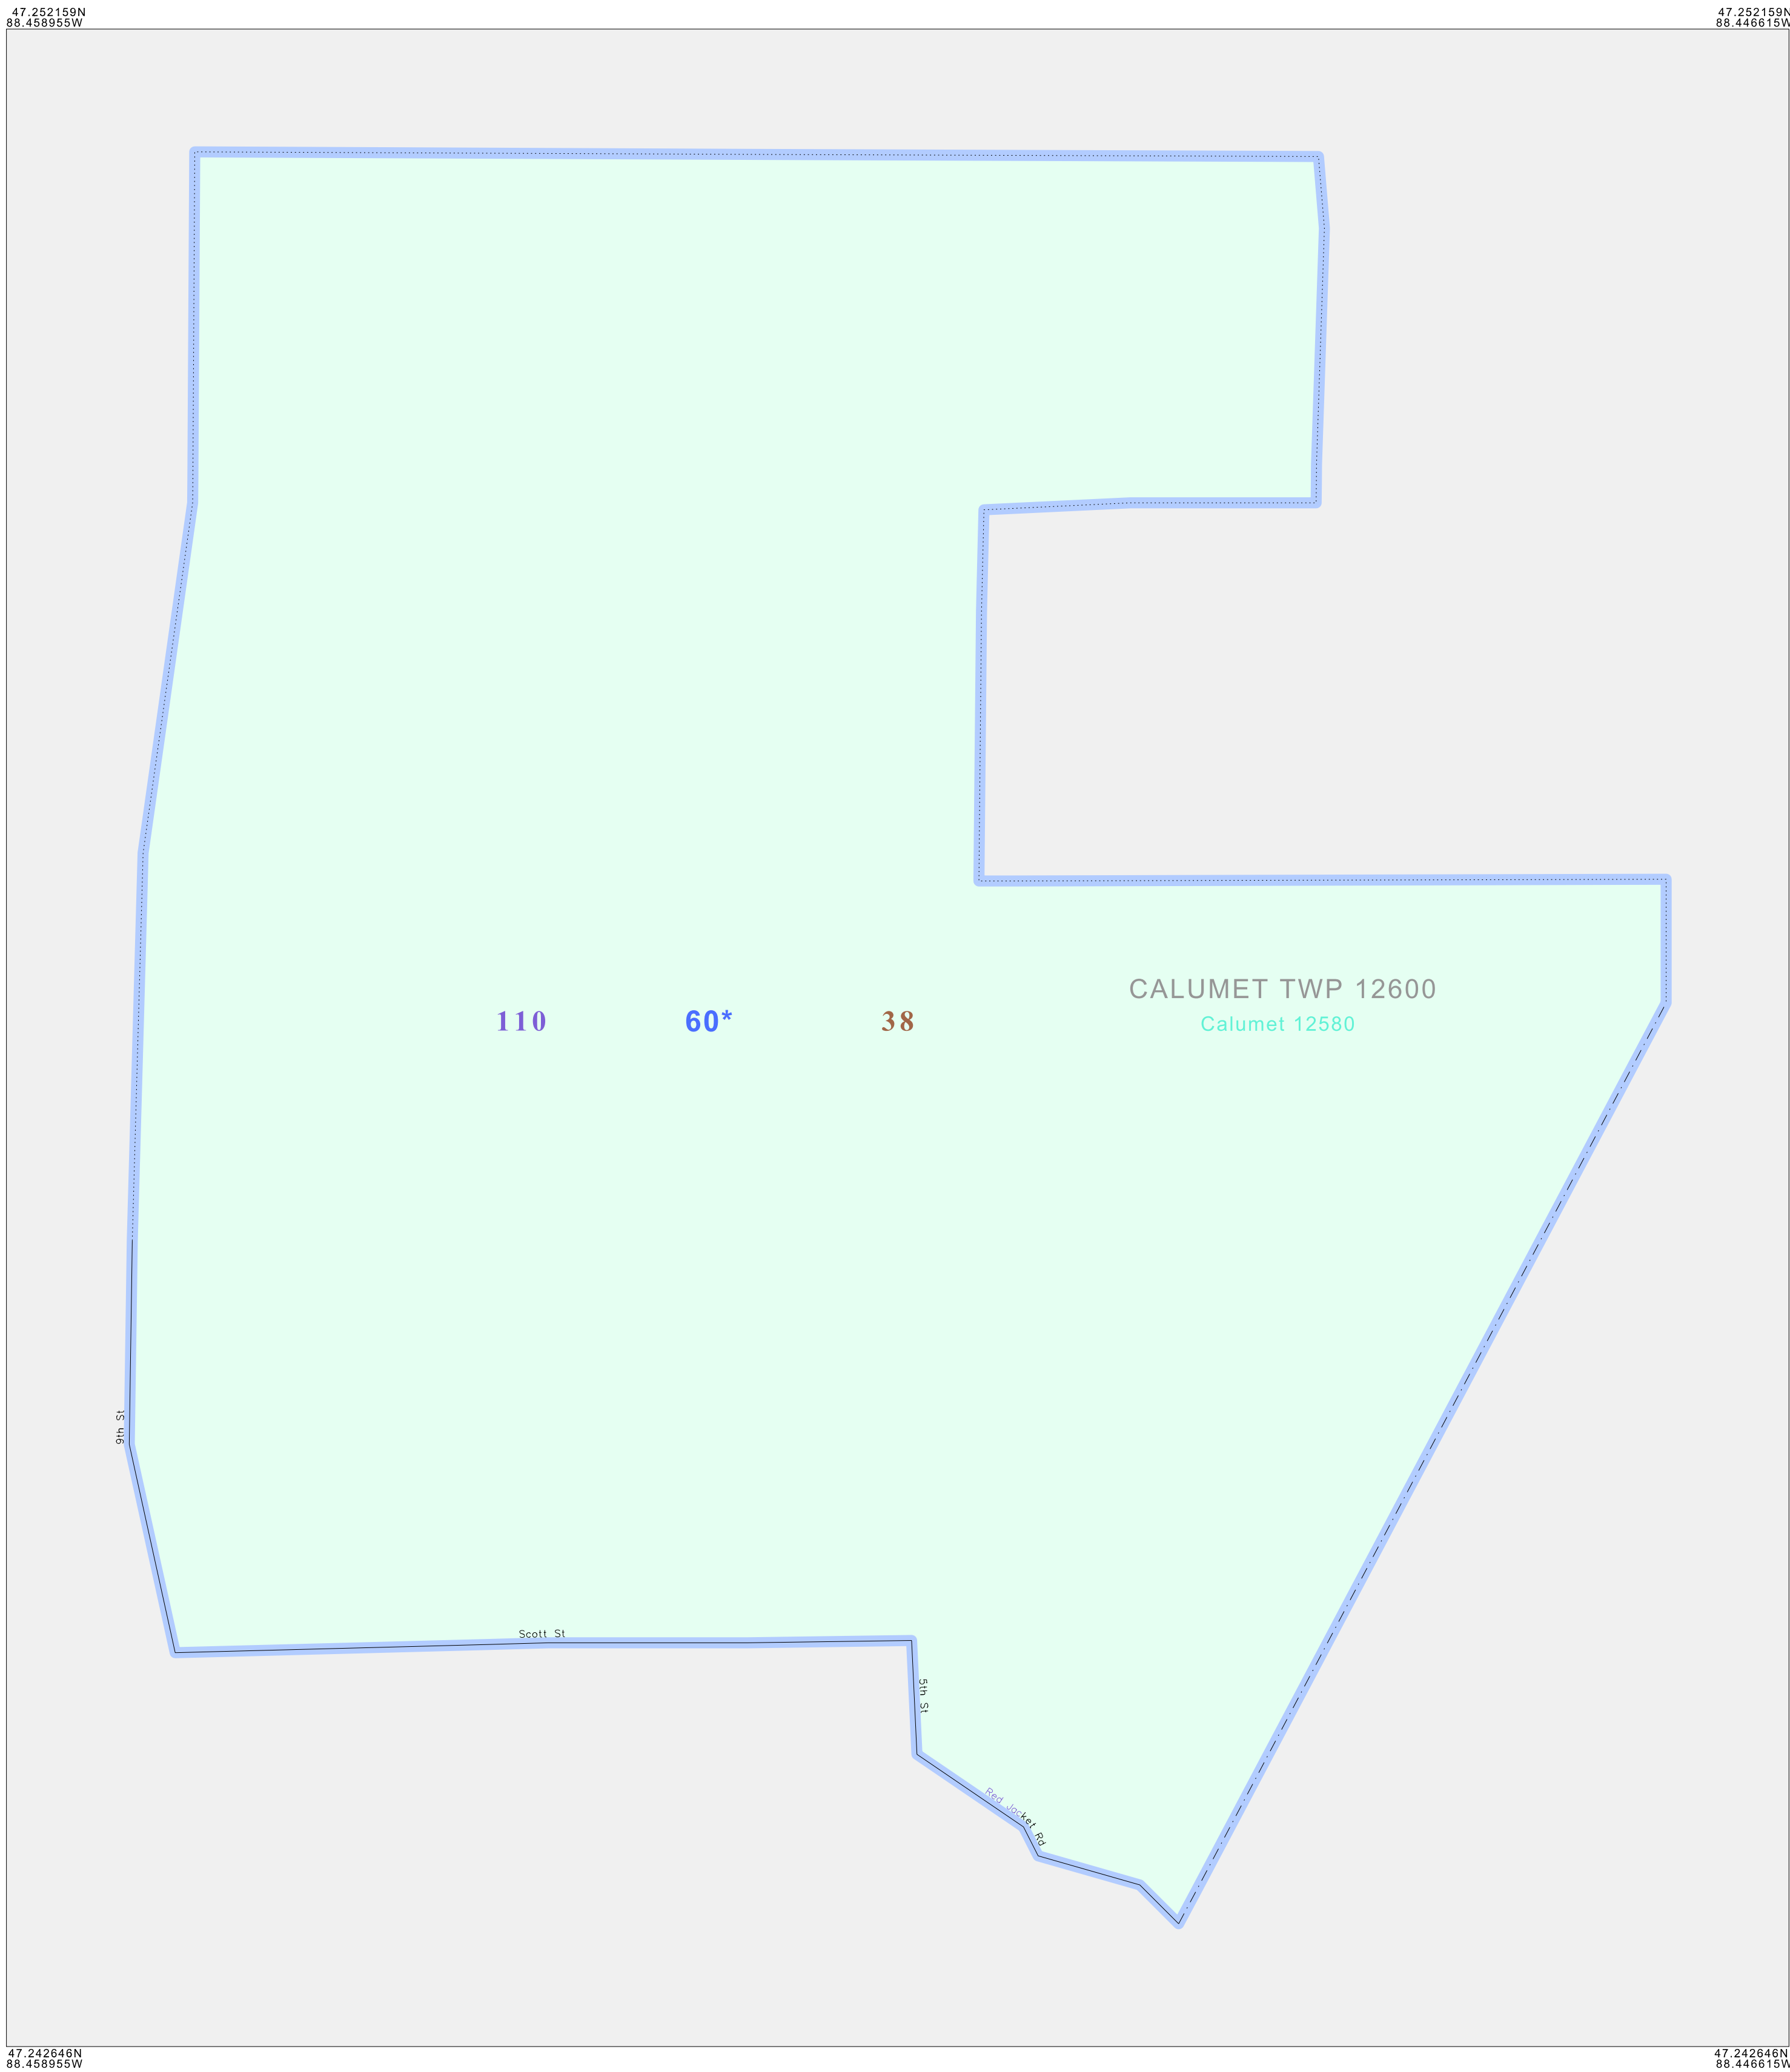 47.252159N
88.458955W
47.252159N
88.446615W
CALUMET TWP 12600
110
60*
38
Calumet 12580
9th St
Scott St
5th St
Red Jacket Rd
47.242646N
88.458955W
47.242646N
88.446615W